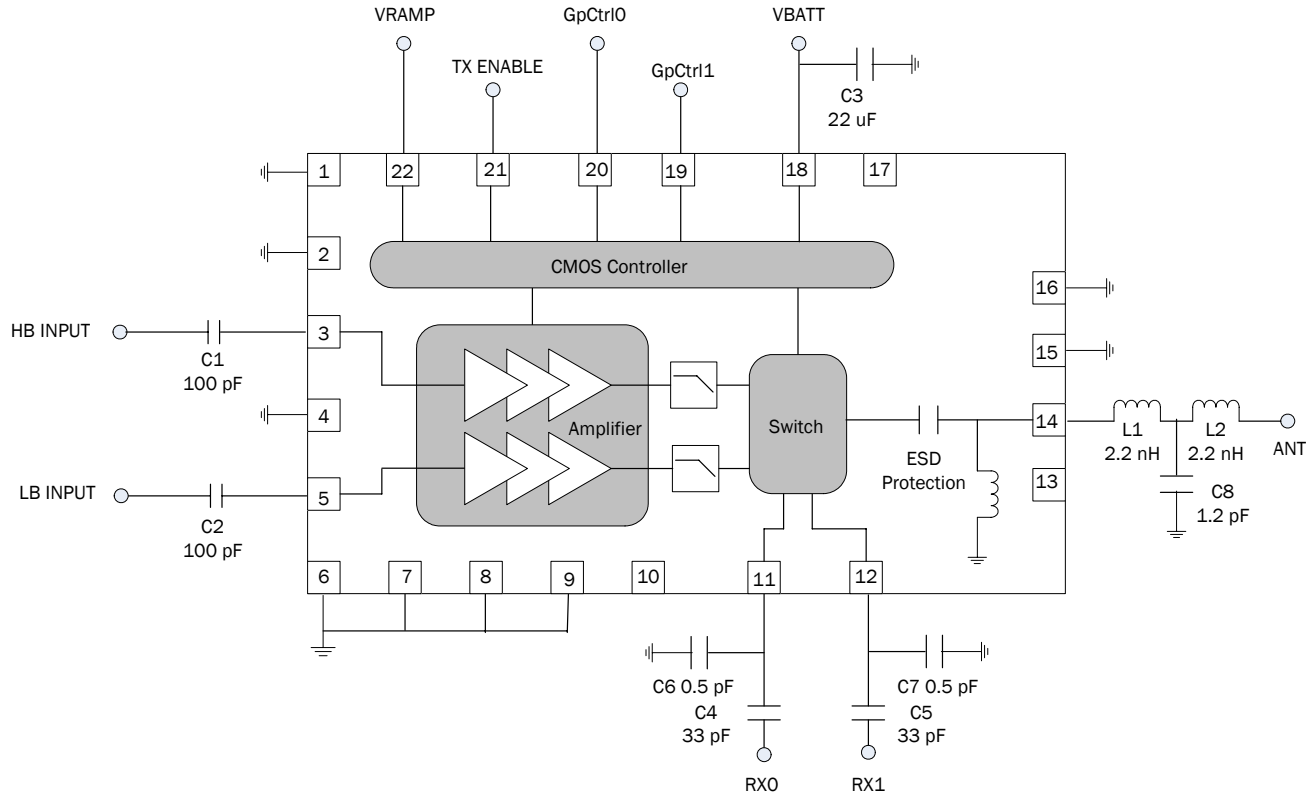 VRAMP
GpCtrl0
VBATT
TX ENABLE
GpCtrl1
C3
22 uF
1
22
21
20
19
18
17
2
CMOS Controller
16
HB INPUT
3
C1
100 pF
15
4
Amplifier
Switch
14
L1
2.2 nH
L2
2.2 nH
ANT
ESD
Protection
13
C8
1.2 pF
LB INPUT
5
C2
100 pF
6
7
8
9
10
11
12
C6 0.5 pF
C7 0.5 pF
C4
33 pF
C5
33 pF
RX0
RX1